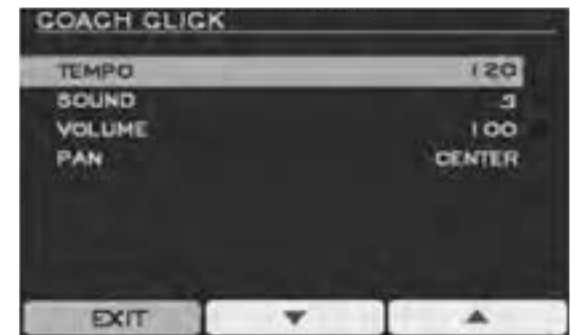 COACH CLICK
TEMPO 120
SOUND 3
VOLUME 100
PAN CENTER
EXIT ▼ ▲